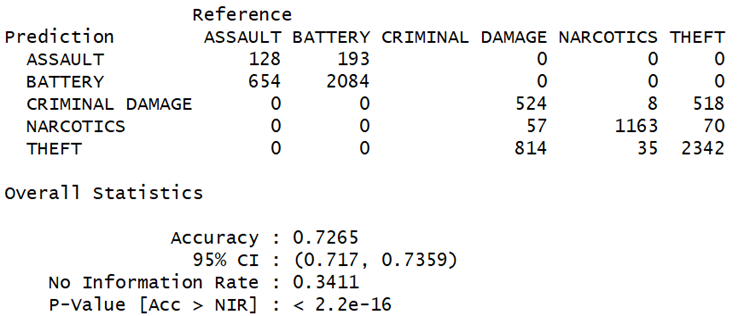 Reference
Prediction           ASSAULT BATTERY CRIMINAL DAMAGE NARCOTICS THEFT
  ASSAULT                128     193               0         0     0
  BATTERY                654    2084               0         0     0
  CRIMINAL DAMAGE          0       0             524         8   518
  NARCOTICS                0       0              57      1163    70
  THEFT                    0       0             814        35  2342

Overall Statistics

               Accuracy : 0.7265
                 95% CI : (0.717, 0.7359)
    No Information Rate : 0.3411
    P-Value [Acc > NIR] : < 2.2e-16